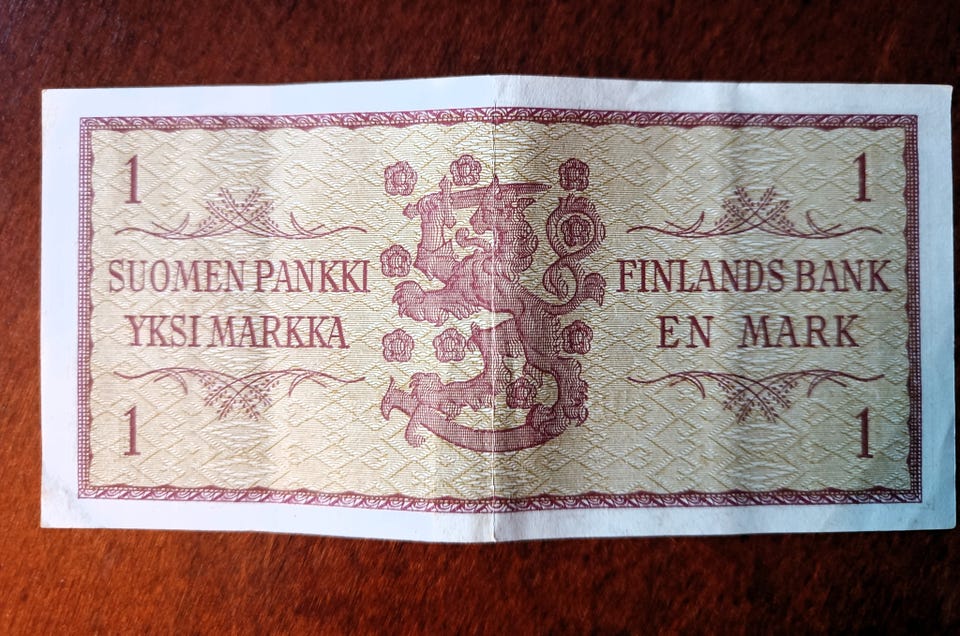 1 1
SUOMEN PANKKI FINLANDS BANK
YKSI MARKKA EN MARK
1 1